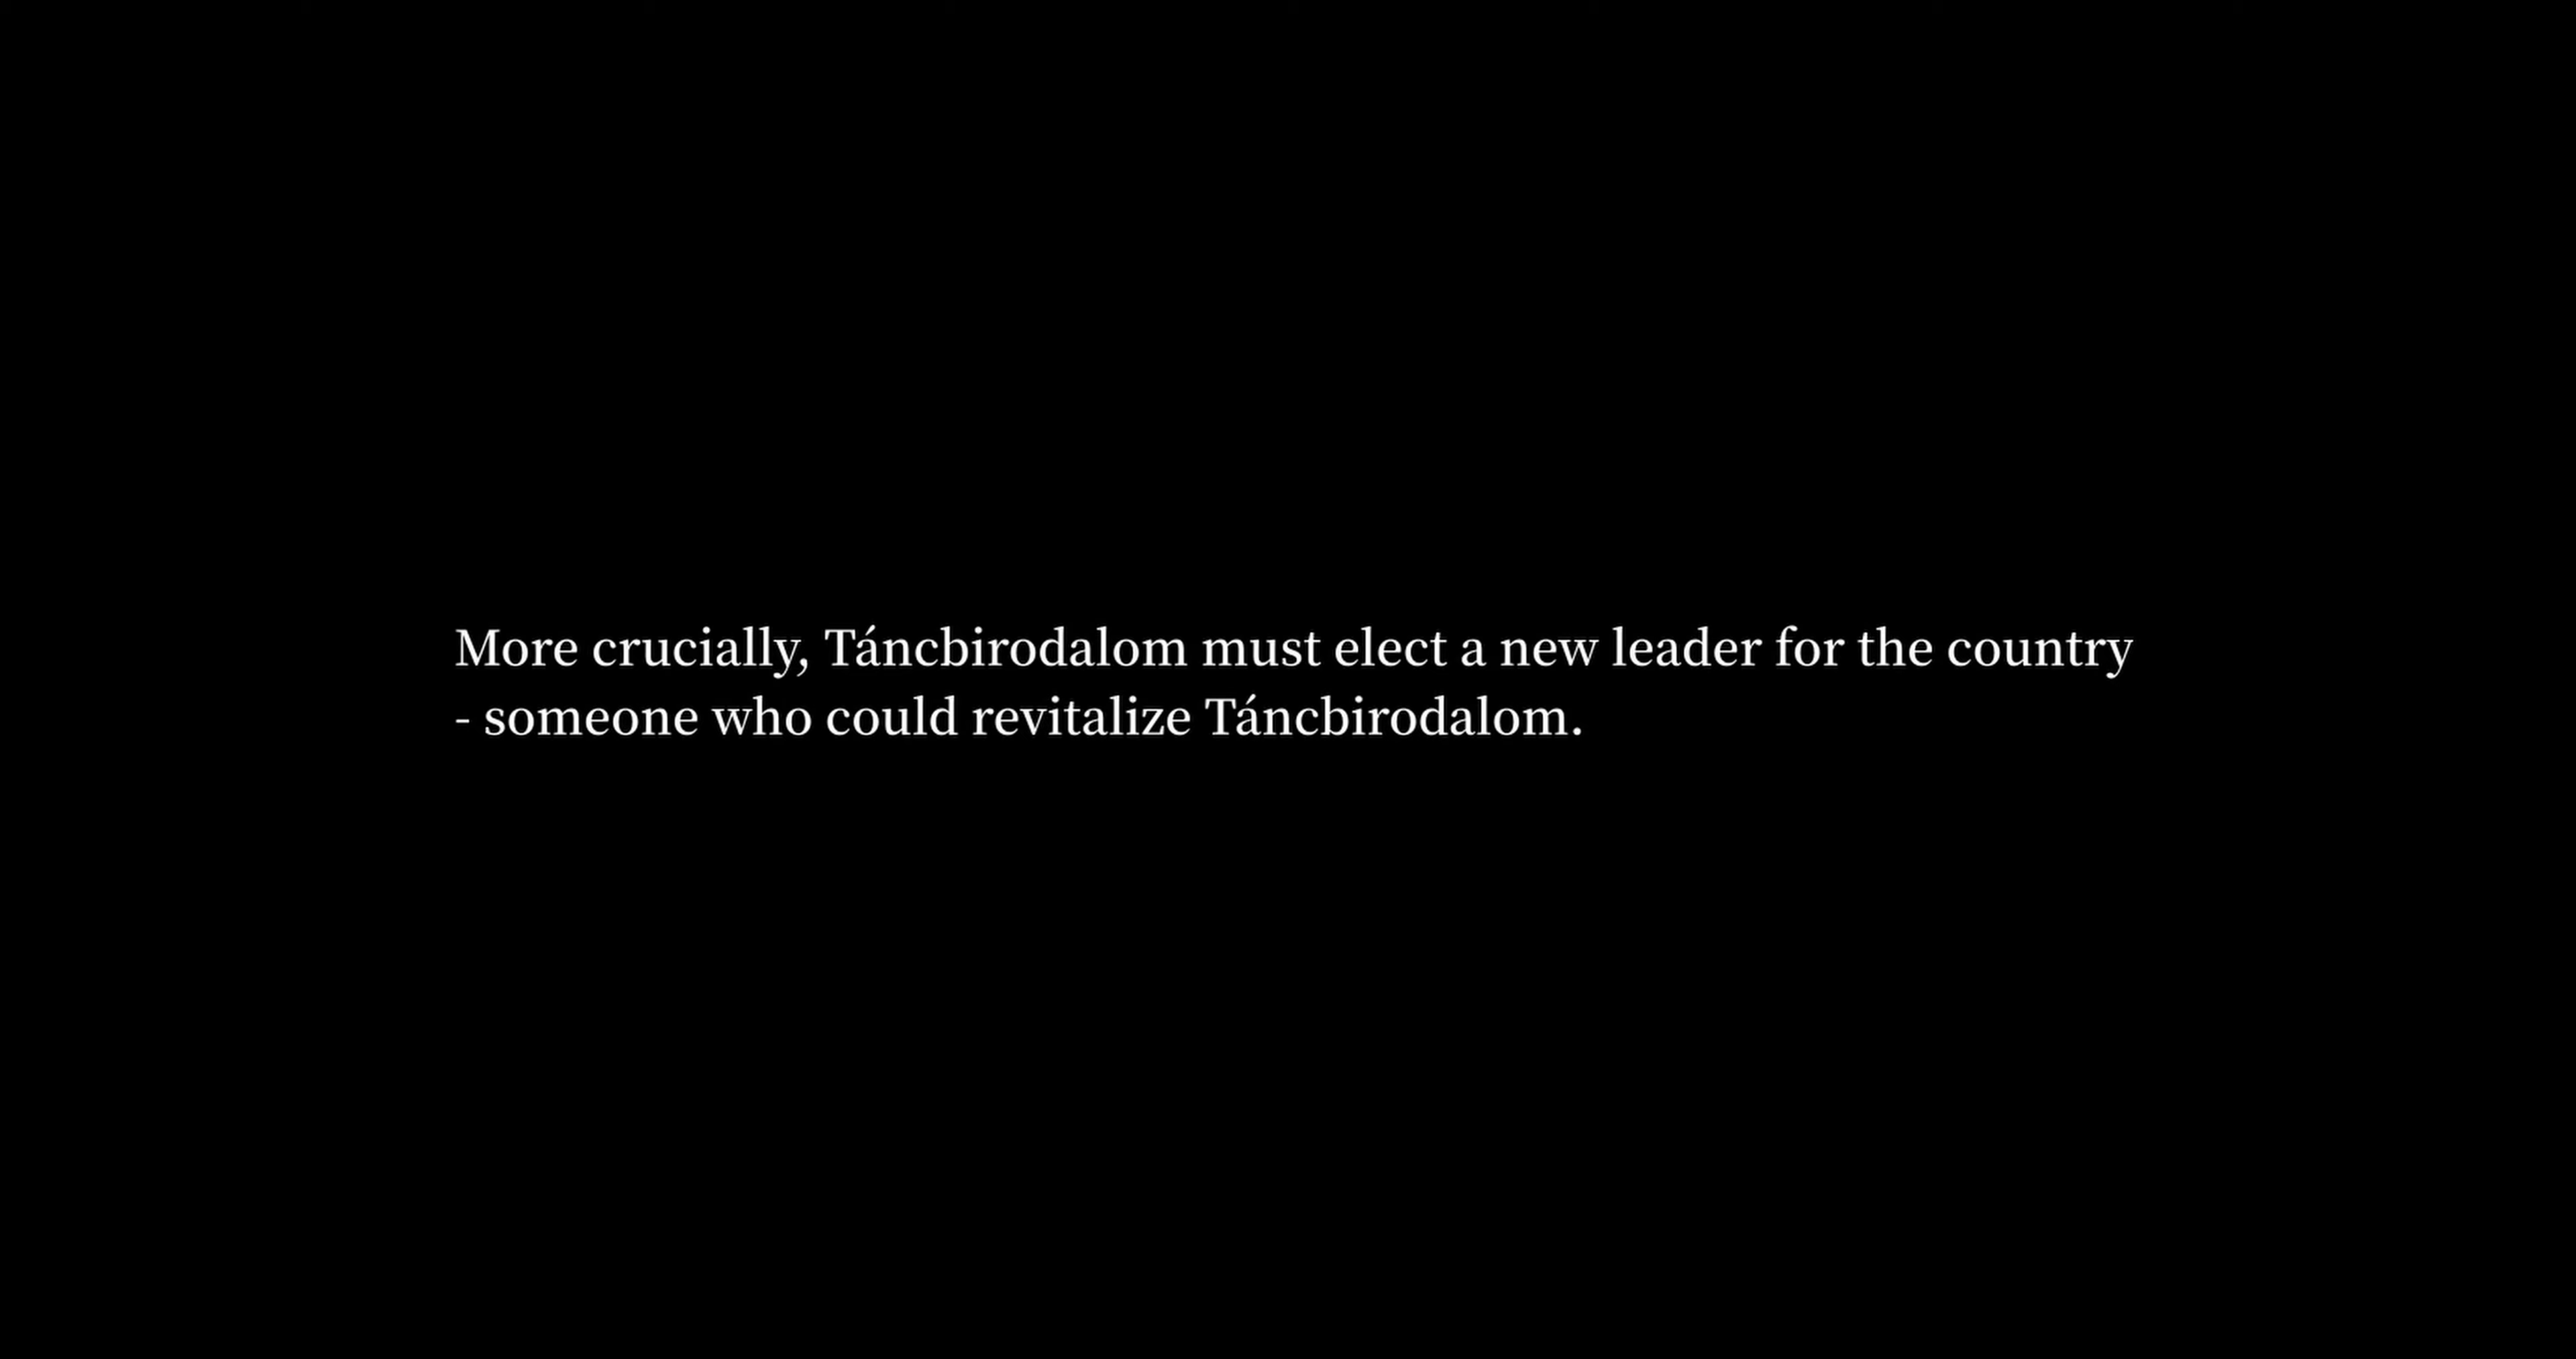 More crucially, Táncbirodalom must elect a new leader for the country
- someone who could revitalize Táncbirodalom.